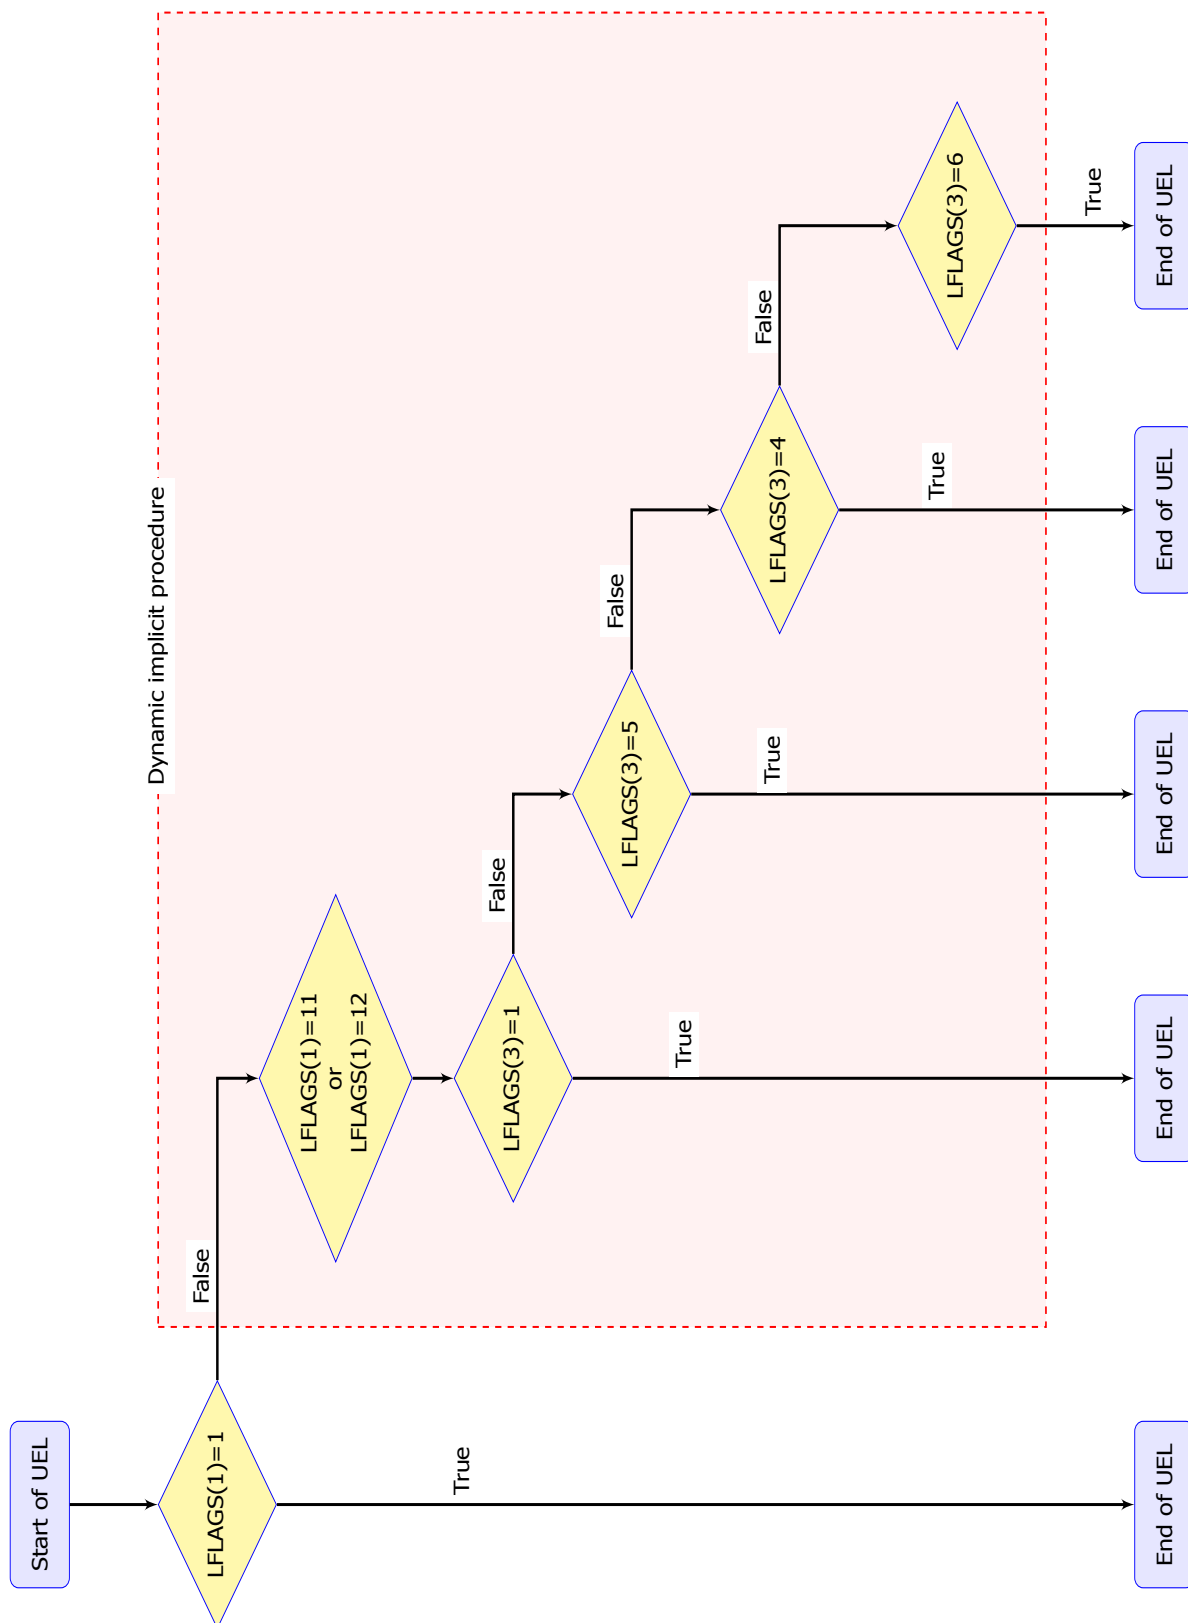 Start of UEL
LFLAGS(1)=1
False
True
End of UEL
Dynamic implicit procedure
LFLAGS(1)=11
or
LFLAGS(1)=12
LFLAGS(3)=1
False
True
End of UEL
LFLAGS(3)=5
False
True
End of UEL
LFLAGS(3)=4
False
True
End of UEL
LFLAGS(3)=6
True
End of UEL